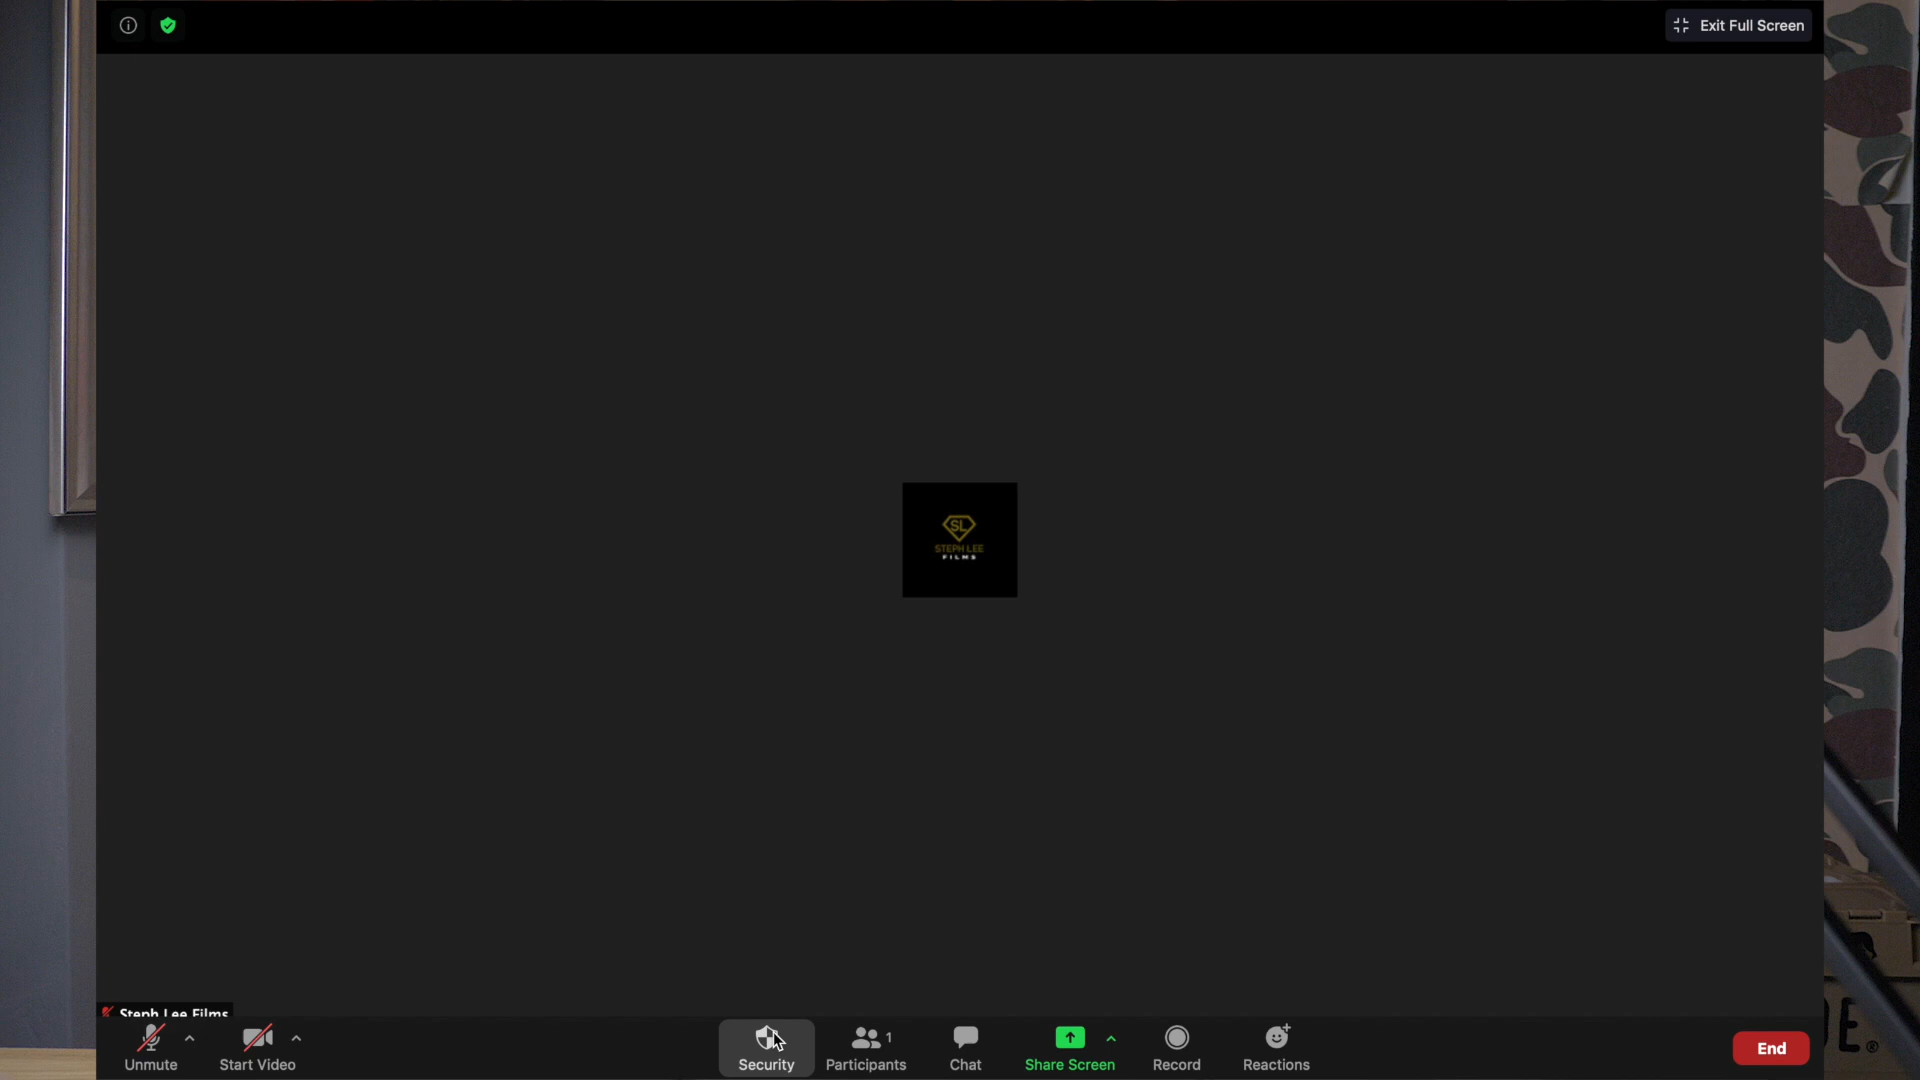 Exit Full Screen
SL
STEPH LEE
FILMS
Steph Lee Films
Unmute
Start Video
Security
1
Participants
Chat
Share Screen
Record
Reactions
End
E.®